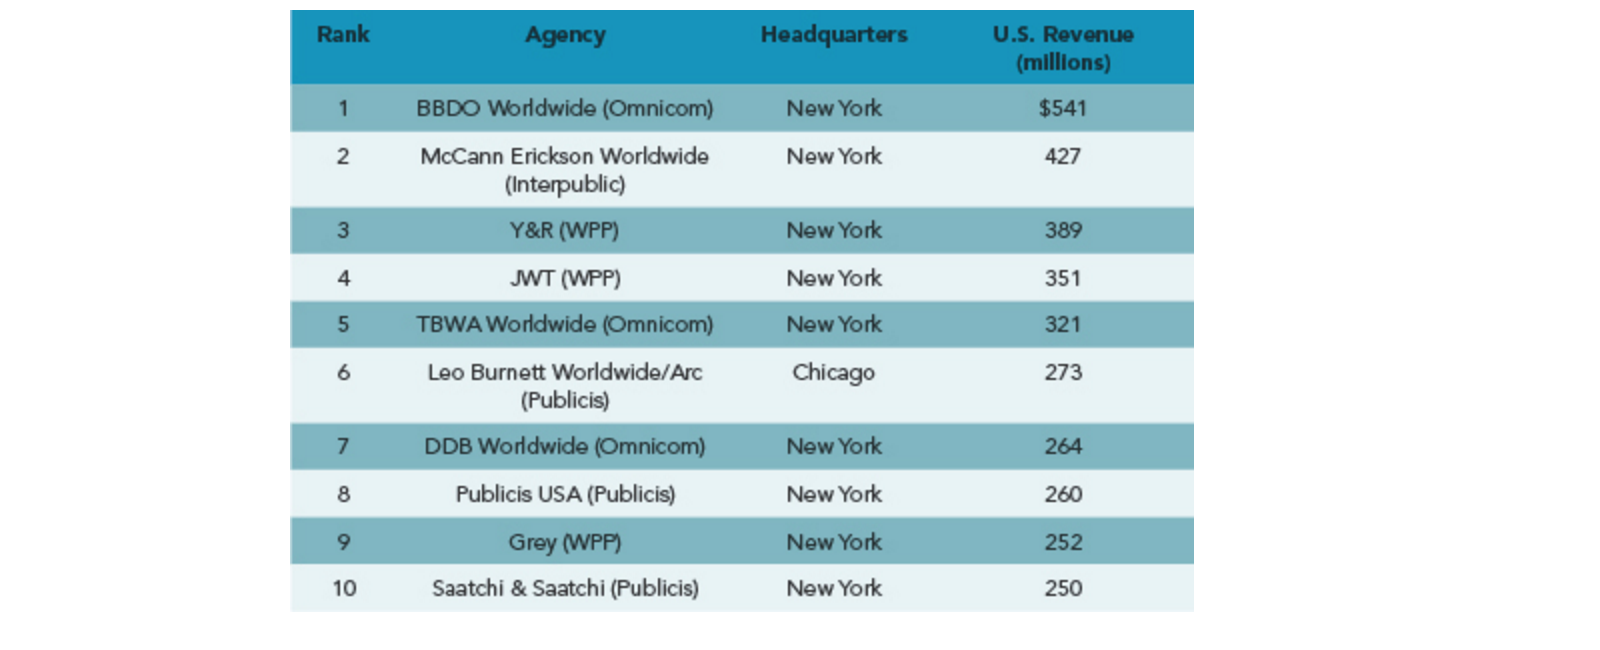 Rank Agency Headquarters U.S. Revenue
(millions)
1 BBDO Worldwide (Omnicom) New York $541
2 McCann Erickson Worldwide New York 427
(Interpublic)
3 Y&R (WPP) New York 389
4 JWT (WPP) New York 351
5 TBWA Worldwide (Omnicom) New York 321
6 Leo Burnett Worldwide/Arc Chicago 273
(Publicis)
7 DDB Worldwide (Omnicom) New York 264
8 Publicis USA (Publicis) New York 260
9 Grey (WPP) New York 252
10 Saatchi & Saatchi (Publicis) New York 250